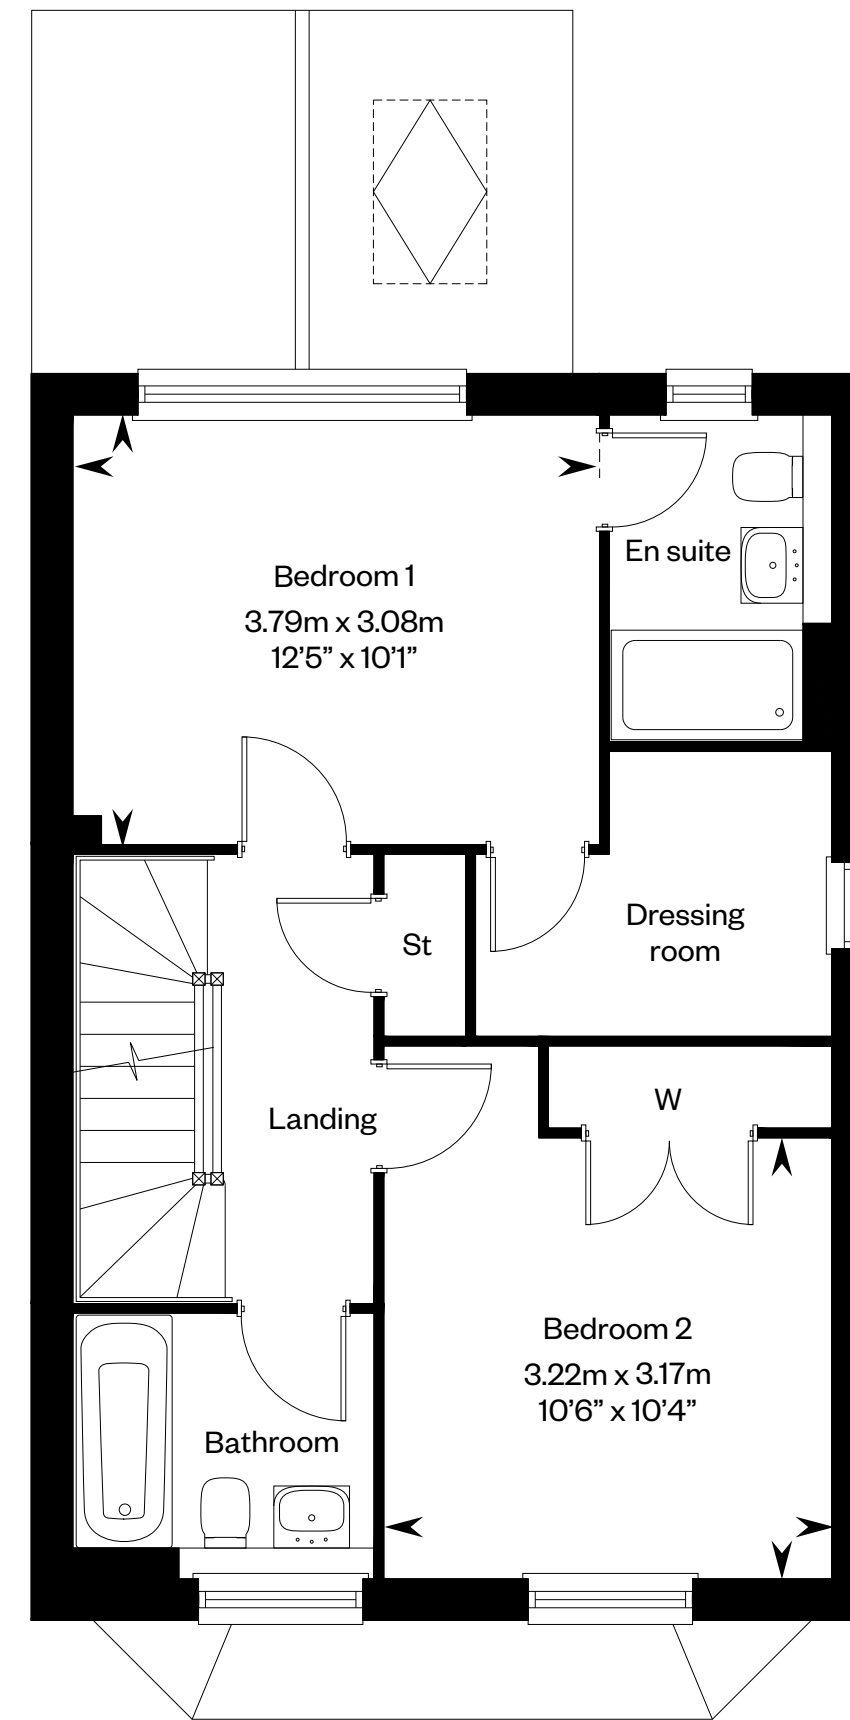 Bedroom 1
3.79m x 3.08m
12’5” x 10’1”
En suite
Dressing
room
St
W
Landing
Bedroom 2
3.22m x 3.17m
10’6” x 10’4”
Bathroom